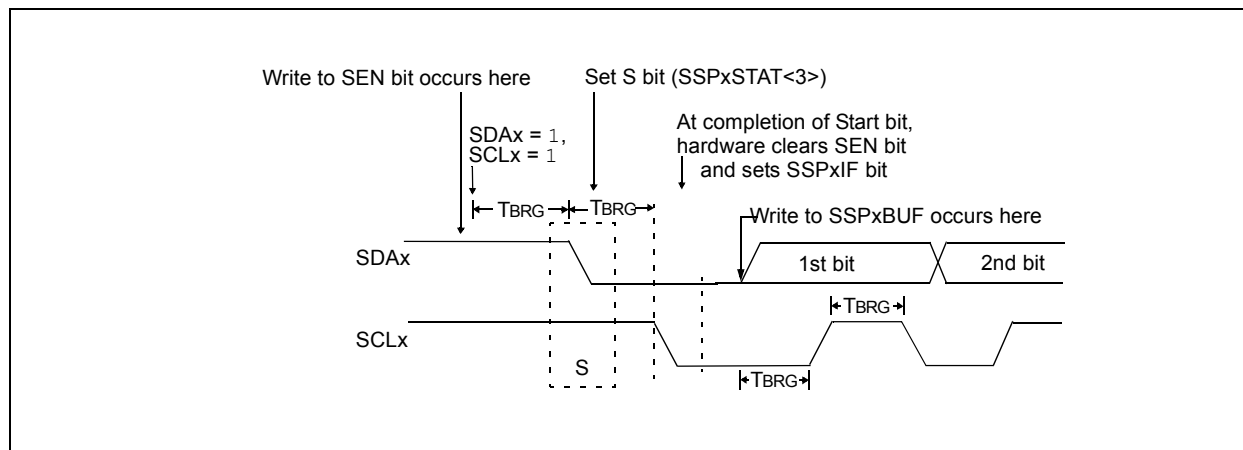 Write to SEN bit occurs here
Set S bit (SSPxSTAT<3>)
SDAx = 1,
SCLx = 1
At completion of Start bit,
hardware clears SEN bit
and sets SSPxIF bit
TBRG
TBRG
Write to SSPxBUF occurs here
SDAx
1st bit
2nd bit
TBRG
SCLx
S
TBRG